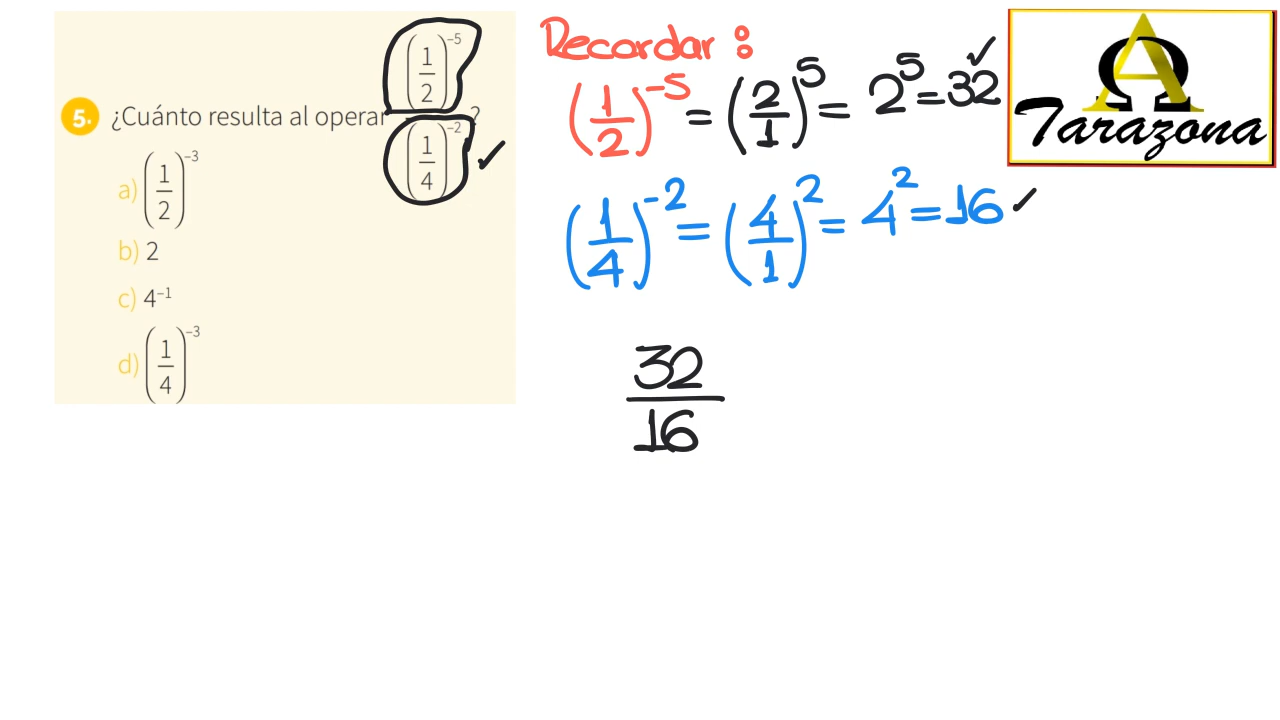 (1/2)^–5
5. ¿Cuánto resulta al operar ?
(1/4)^–2
a) (1/2)^–3
b) 2
c) 4^–1
d) (1/4)^–3
Recordar :
(1/2)^-5 = (2/1)^5 = 2^5 = 32 ✓
(1/4)^-2 = (4/1)^2 = 4^2 = 16 ✓
32
16
A Ω
Tarazona